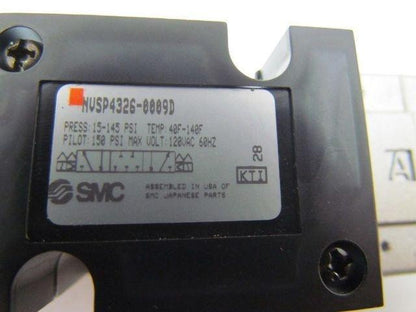 NVSP4326-0009D
PRESS: 15-145 PSI TEMP: 40F-140F
PILOT: 150 PSI MAX VOLT: 120VAC 60HZ
SMC
ASSEMBLED IN USA OF
SMC JAPANESE PARTS
KTI
28
A